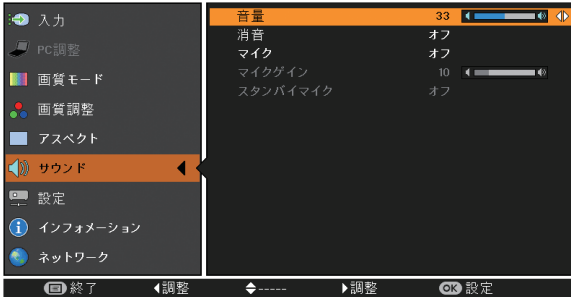 入力
PC調整
画質モード
画質調整
アスペクト
サウンド
設定
インフォメーション
ネットワーク
音量 33
消音 オフ
マイク オフ
マイクゲイン 10
スタンバイマイク オフ
終了 ◀調整 ◆----- ▶調整 OK 設定